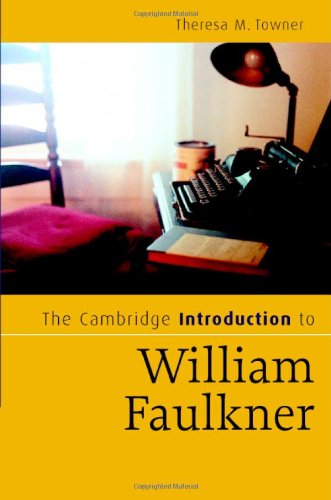 Theresa M. Towner
The Cambridge Introduction to
William
Faulkner